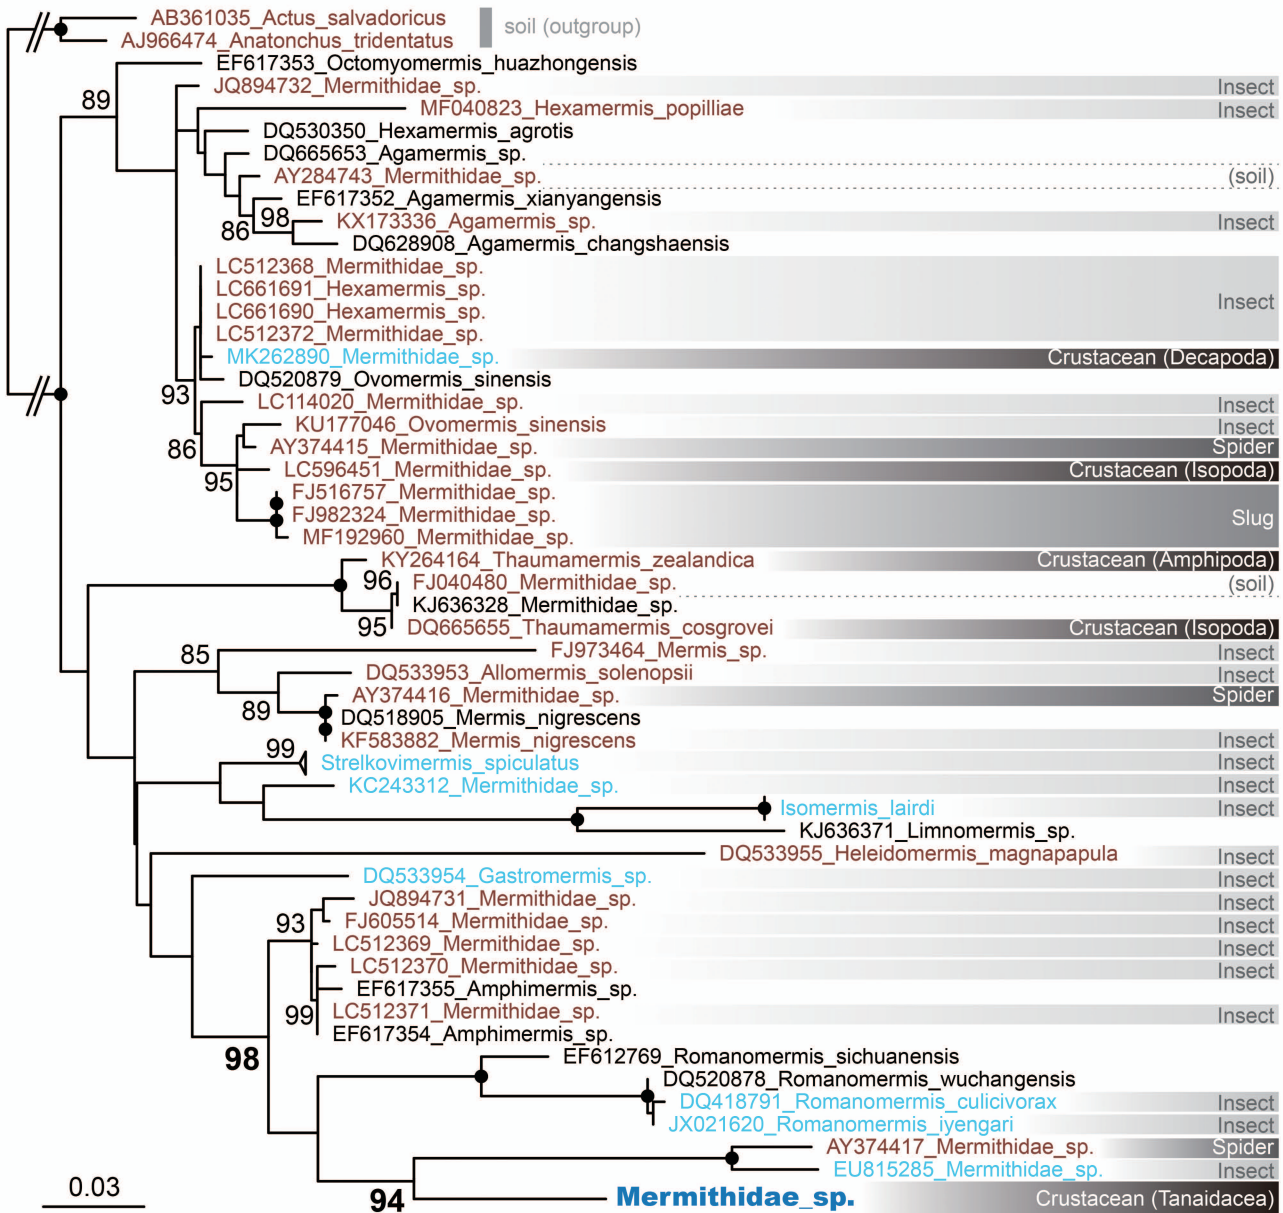 AB361035_Actus_salvadoricus
AJ966474_Anatonchus_tridentatus
soil (outgroup)
EF617353_Octomyomermis_huazhongensis
JQ894732_Mermithidae_sp. Insect
89
MF040823_Hexamermis_popilliae Insect
DQ530350_Hexamermis_agrotis
DQ665653_Agamermis_sp.
AY284743_Mermithidae_sp. (soil)
EF617352_Agamermis_xianyangensis
98 KX173336_Agamermis_sp. Insect
86
DQ628908_Agamermis_changshaensis
LC512368_Mermithidae_sp.
LC661691_Hexamermis_sp.
Insect
LC661690_Hexamermis_sp.
LC512372_Mermithidae_sp.
MK262890_Mermithidae_sp. Crustacean (Decapoda)
DQ520879_Ovomermis_sinensis
93
LC114020_Mermithidae_sp. Insect
KU177046_Ovomermis_sinensis Insect
86
AY374415_Mermithidae_sp. Spider
LC596451_Mermithidae_sp. Crustacean (Isopoda)
95
FJ516757_Mermithidae_sp.
FJ982324_Mermithidae_sp. Slug
MF192960_Mermithidae_sp.
KY264164_Thaumamermis_zealandica Crustacean (Amphipoda)
96 FJ040480_Mermithidae_sp. (soil)
KJ636328_Mermithidae_sp.
95 DQ665655_Thaumamermis_cosgrovei Crustacean (Isopoda)
85 FJ973464_Mermis_sp. Insect
DQ533953_Allomermis_solenopsii Insect
AY374416_Mermithidae_sp. Spider
89
DQ518905_Mermis_nigrescens
KF583882_Mermis_nigrescens Insect
99 Strelkovimermis_spiculatus Insect
KC243312_Mermithidae_sp. Insect
Isomermis_lairdi Insect
KJ636371_Limnomermis_sp.
DQ533955_Heleidomermis_magnapapula Insect
DQ533954_Gastromermis_sp. Insect
JQ894731_Mermithidae_sp. Insect
93 FJ605514_Mermithidae_sp. Insect
LC512369_Mermithidae_sp. Insect
LC512370_Mermithidae_sp. Insect
EF617355_Amphimermis_sp.
99 LC512371_Mermithidae_sp. Insect
EF617354_Amphimermis_sp.
98 EF612769_Romanomermis_sichuanensis
DQ520878_Romanomermis_wuchangensis
DQ418791_Romanomermis_culicivorax Insect
JX021620_Romanomermis_iyengari Insect
AY374417_Mermithidae_sp. Spider
EU815285_Mermithidae_sp. Insect
0.03
94 Mermithidae_sp. Crustacean (Tanaidacea)